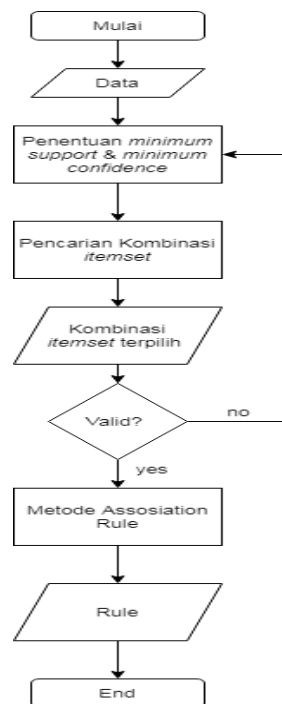 Mulai
Data
Penentuan minimum
support & minimum
confidence
Pencarian Kombinasi
itemset
Kombinasi
itemset terpilih
Valid?
no
yes
Metode Assosiation
Rule
Rule
End